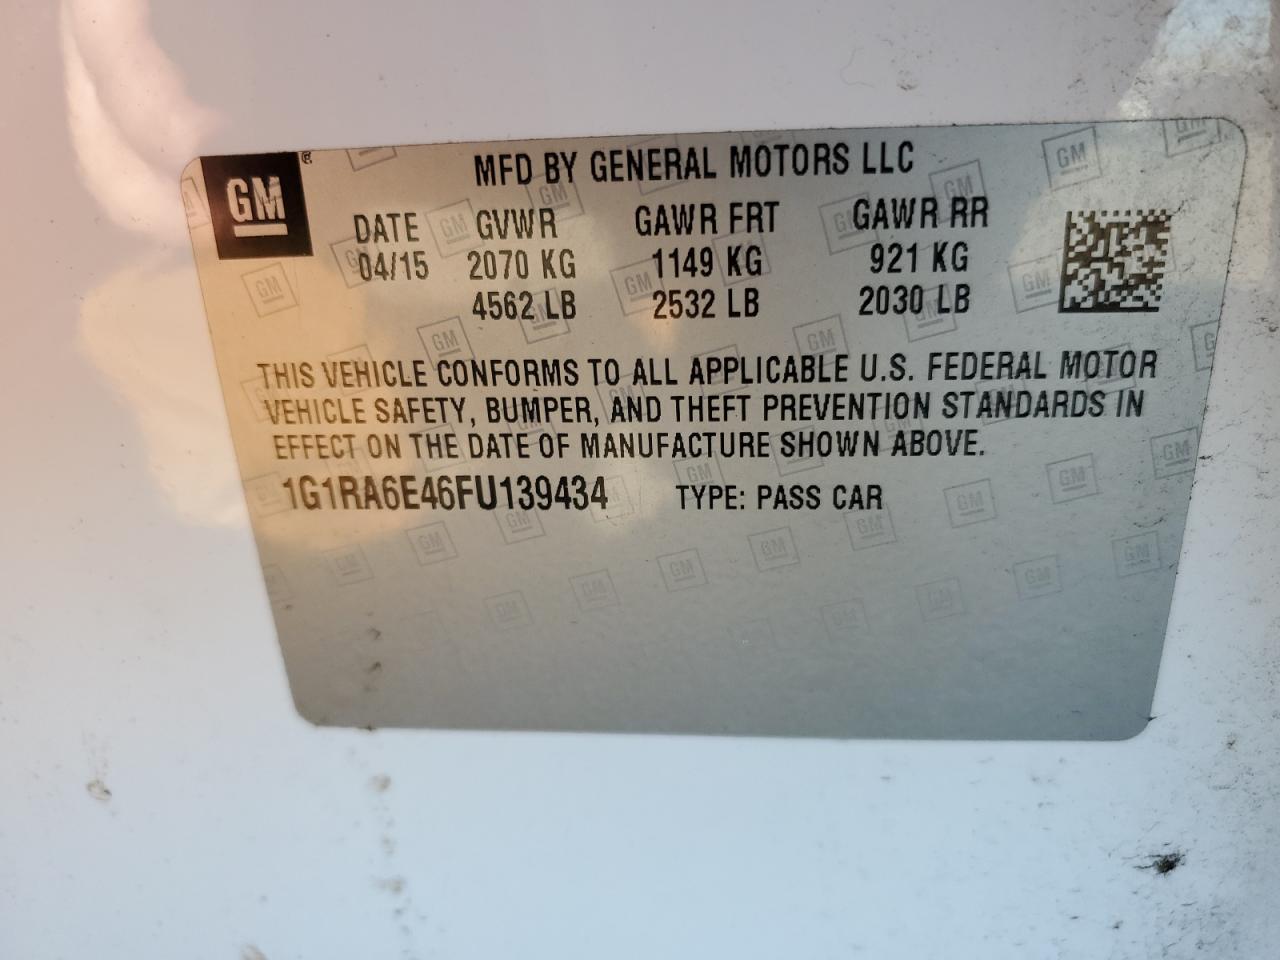 GM ®
MFD BY GENERAL MOTORS LLC
DATE GVWR GAWR FRT GAWR RR
04/15 2070 KG 1149 KG 921 KG
4562 LB 2532 LB 2030 LB
THIS VEHICLE CONFORMS TO ALL APPLICABLE U.S. FEDERAL MOTOR
VEHICLE SAFETY, BUMPER, AND THEFT PREVENTION STANDARDS IN
EFFECT ON THE DATE OF MANUFACTURE SHOWN ABOVE.
1G1RA6E46FU139434 TYPE: PASS CAR